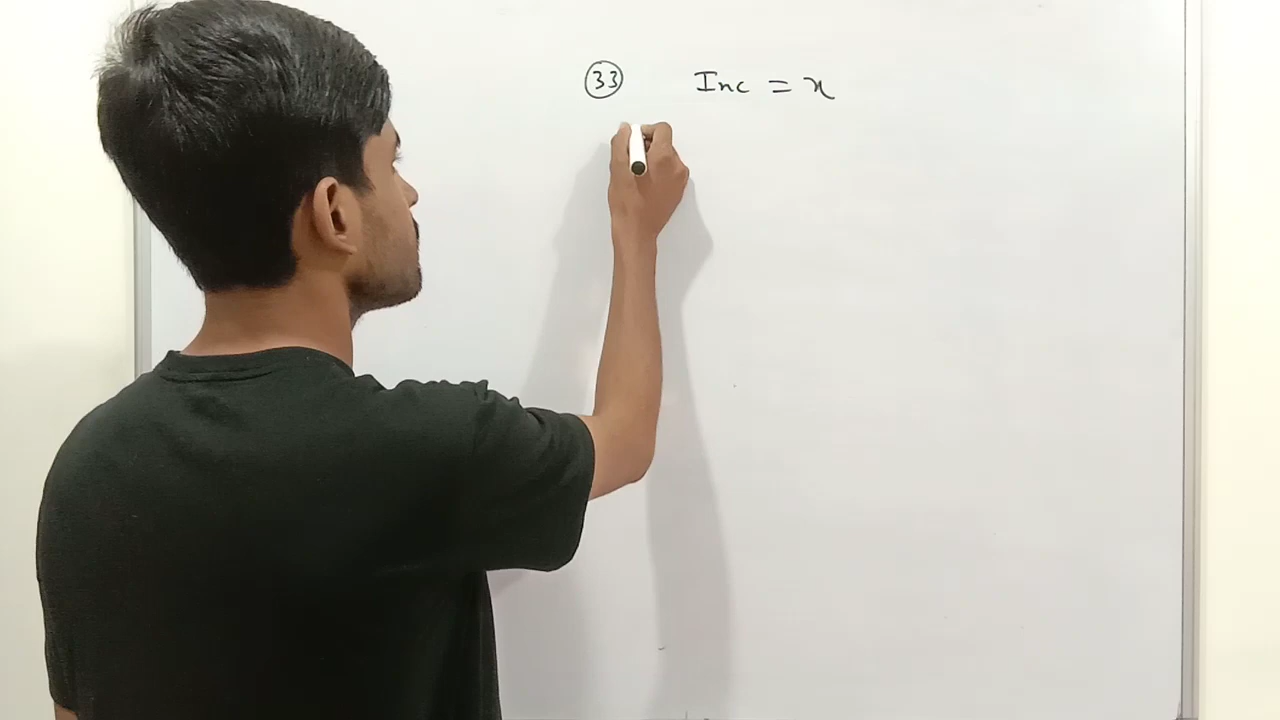 33 Inc = x